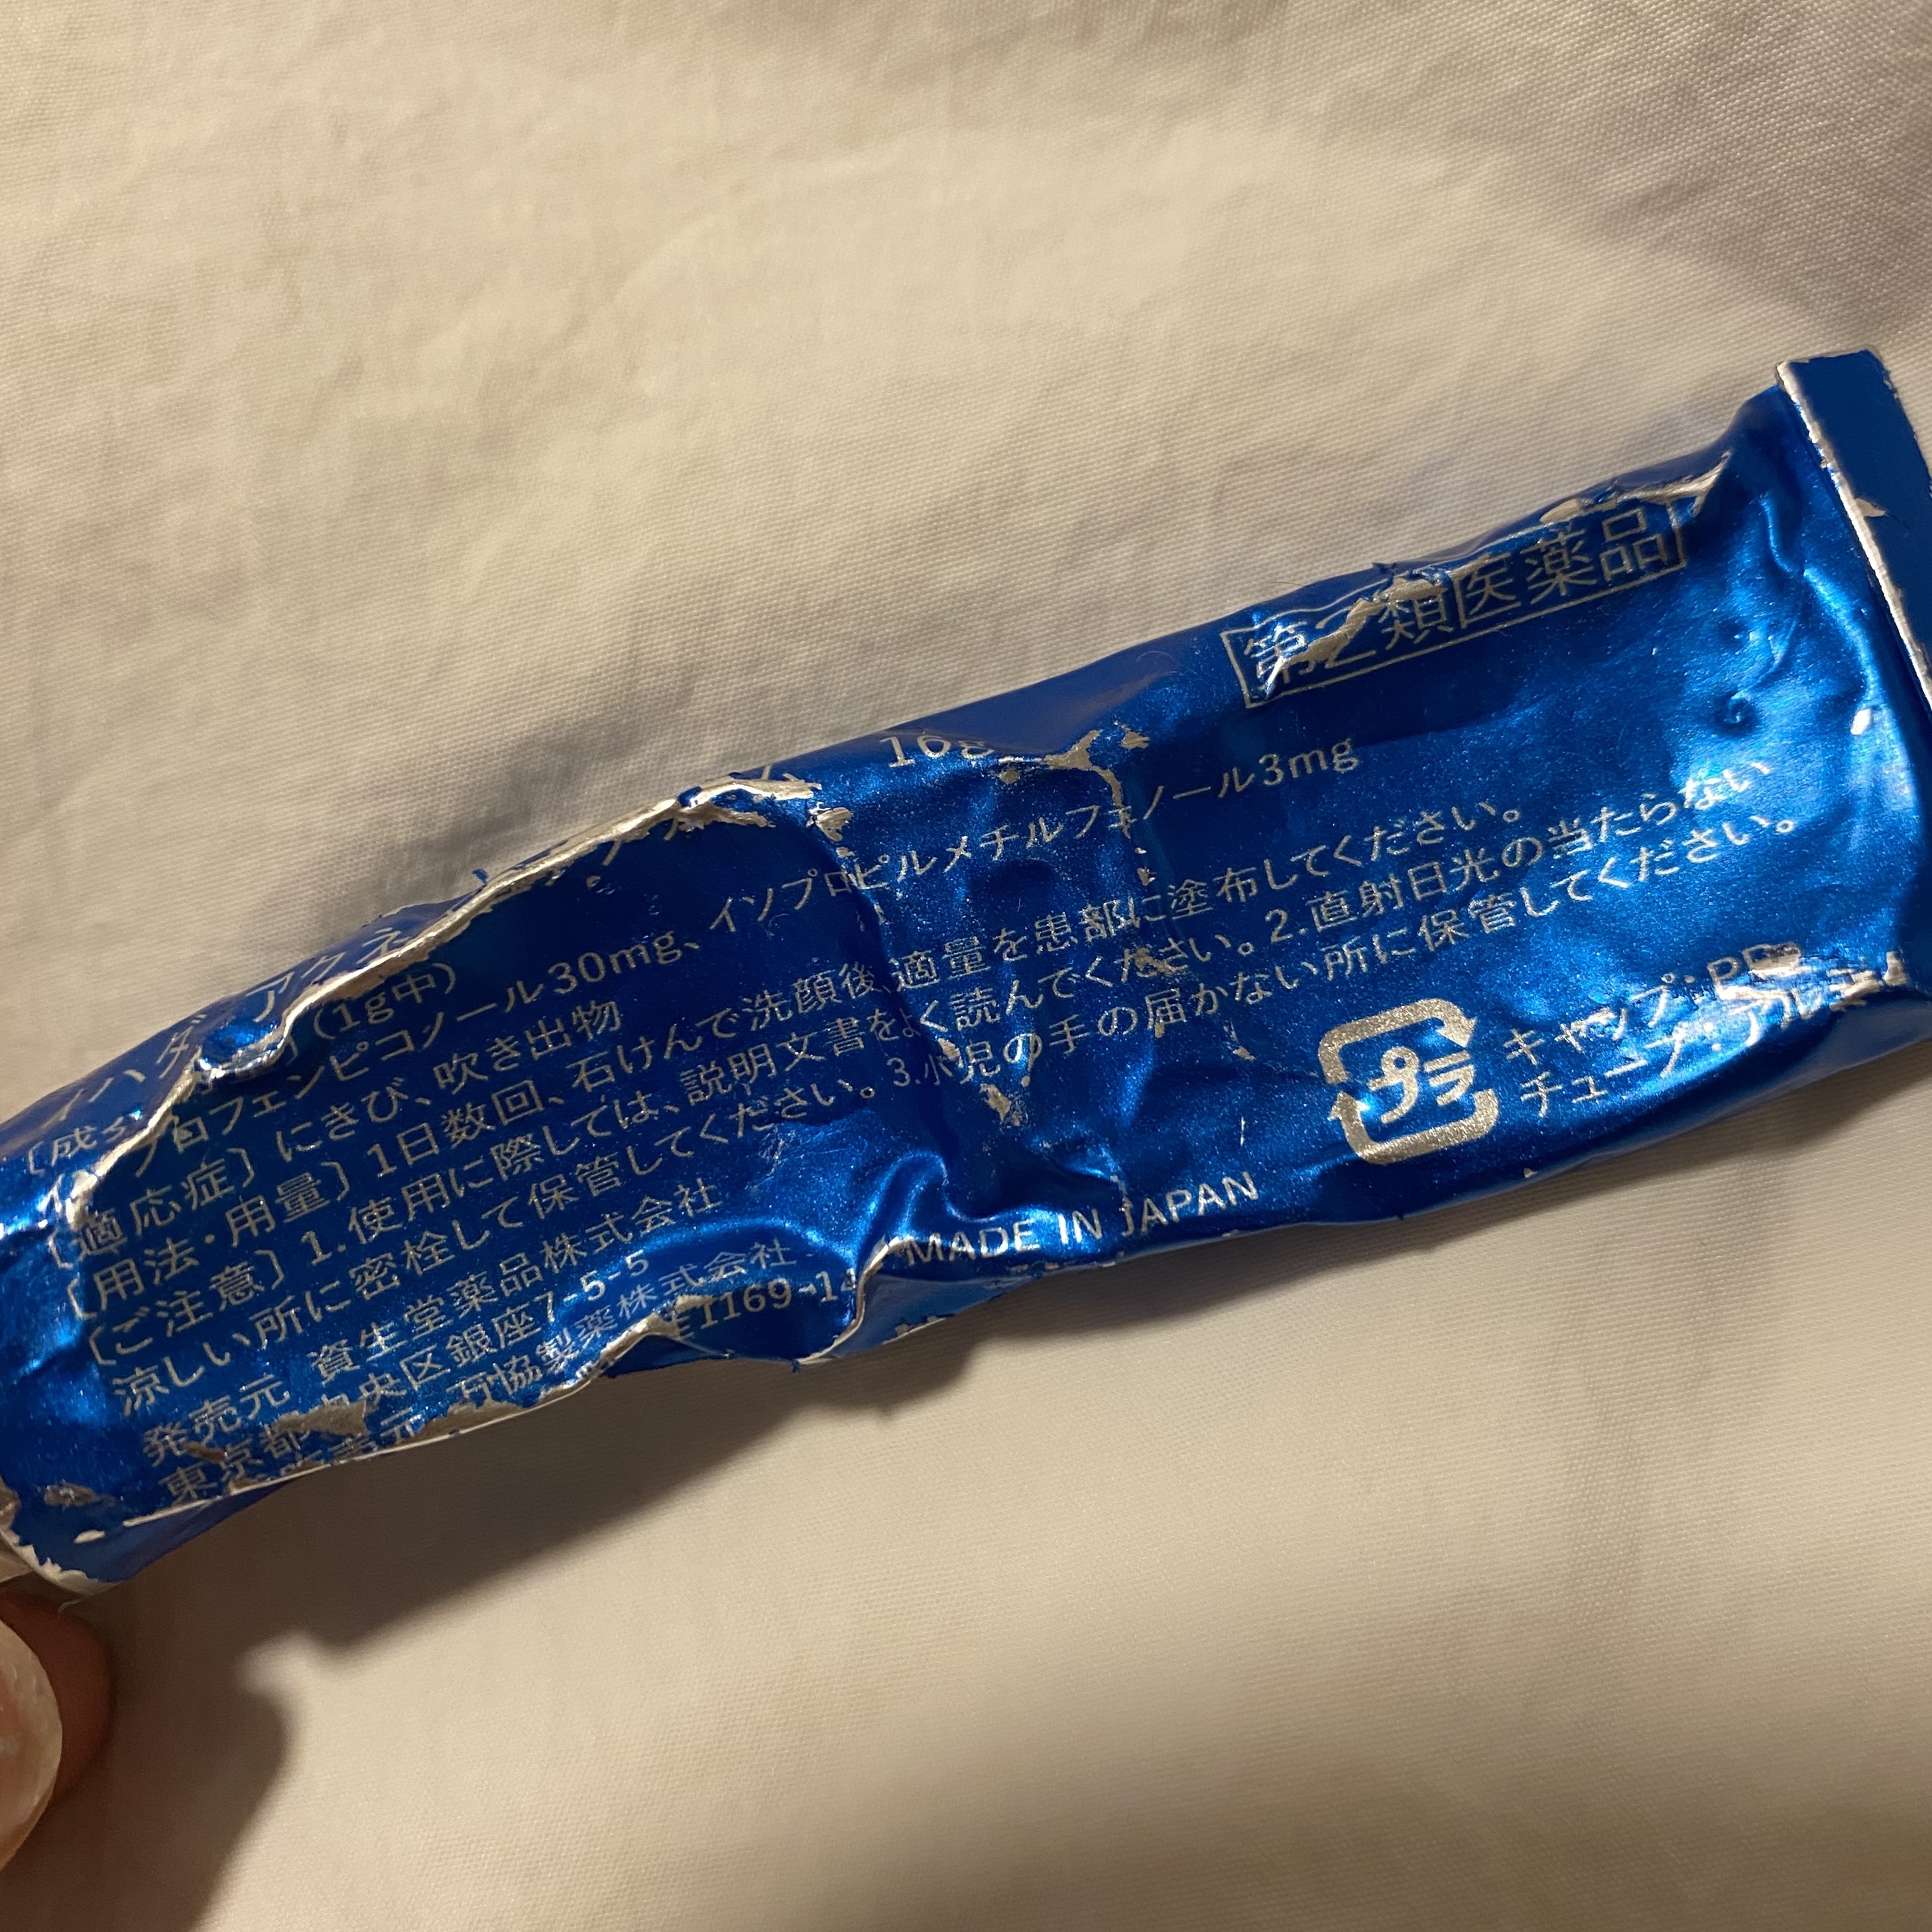 第2類医薬品
イハダ アクネ
16g
(1g中)
イブプロフェンピコノール30mg、イソプロピルメチルフェノール3mg
〔適応症〕にきび、吹き出物
〔用法・用量〕1日数回、石けんで洗顔後、適量を患部に塗布してください。
〔ご注意〕1.使用に際しては、説明文書をよく読んでください。2.直射日光の当たらない
涼しい所に密栓して保管してください。3.小児の手の届かない所に保管してください。
発売元 資生堂薬品株式会社
東京都中央区銀座7-5-5
万協製薬株式会社
1169-1
MADE IN JAPAN
プラ
キャップ:PP
チューブ:アルミ